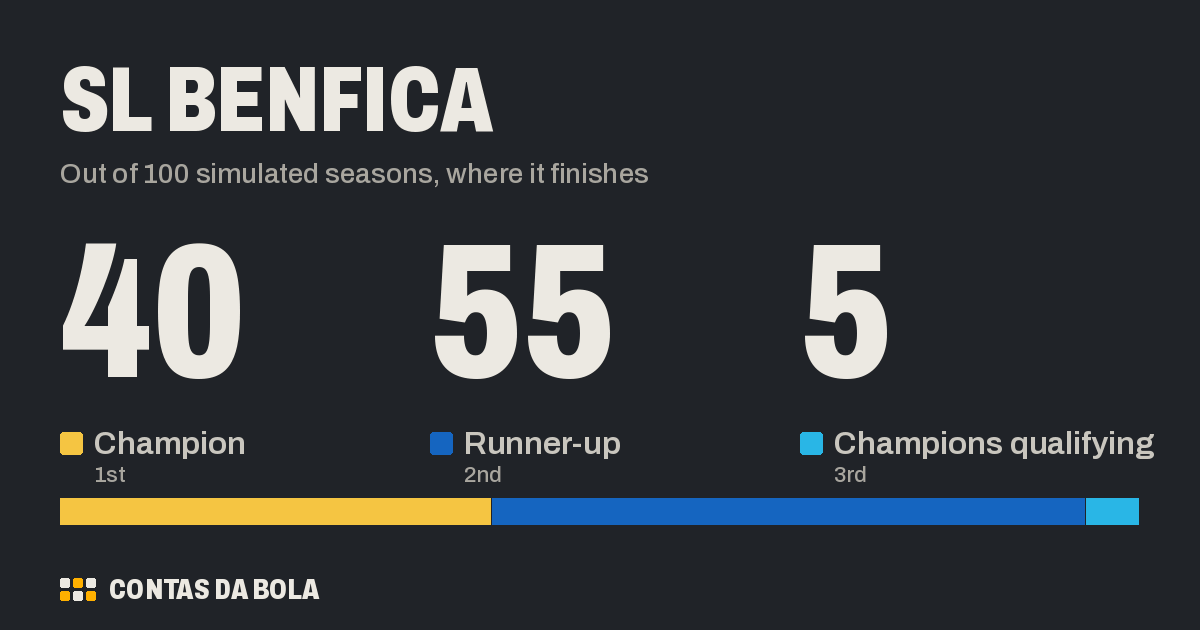 SL BENFICA
Out of 100 simulated seasons, where it finishes
40 55 5
Champion Runner-up Champions qualifying
1st 2nd 3rd
CONTAS DA BOLA